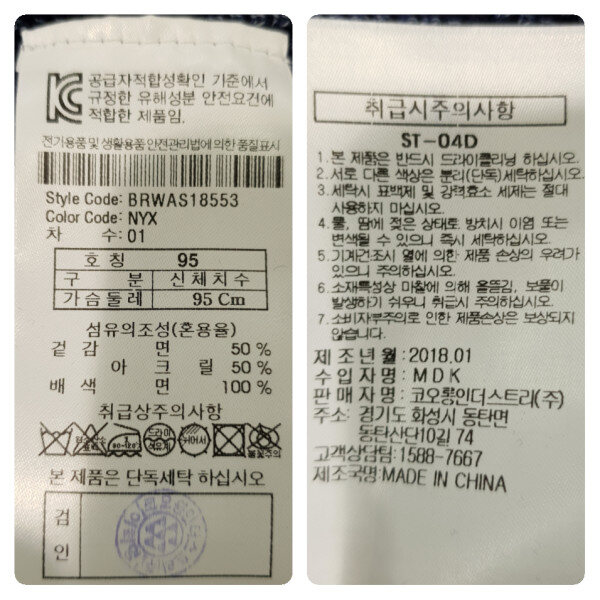 공급자적합성확인 기준에서
규정한 유해성분 안전요건에
적합한 제품임.
전기용품 및 생활용품 안전관리법에 의한 품질표시
Style Code: BRWAS18553
Color Code: NYX
차 수: 01
호 칭 95
구 분 신체치수
가슴둘레 95 Cm
섬유의조성(혼용율)
겉 감 면 50 %
아 크 릴 50 %
배 색 면 100 %
취급상주의사항
80~120℃ 드라이 석유계
본 제품은 단독세탁 하십시오
검
인
취급시주의사항
ST-04D
1. 본 제품은 반드시 드라이클리닝 하십시오.
2. 서로 다른 색상은 분리(단독)세탁하십시오.
3. 세탁시 표백제 및 강력효소 세제는 절대
사용하지 마십시오.
4. 물, 땀에 젖은 상태로 방치시 이염 또는
변색될 수 있으니 즉시 세탁하십시오.
5. 기계건조시 열에 의한 제품 손상의 우려가
있으니 주의하십시오.
6. 소재특성상 마찰에 의해 올뜯김, 보풀이
발생하기 쉬우니 취급시 주의하십시오.
7. 소비자부주의로 인한 제품손상은 보상되지
않습니다.
제 조 년 월 : 2018.01
수 입 자 명 : M D K
판 매 자 명 : 코오롱인더스트리(주)
주소: 경기도 화성시 동탄면
동탄산단10길 74
고객상담팀: 1588-7667
제조국명: MADE IN CHINA